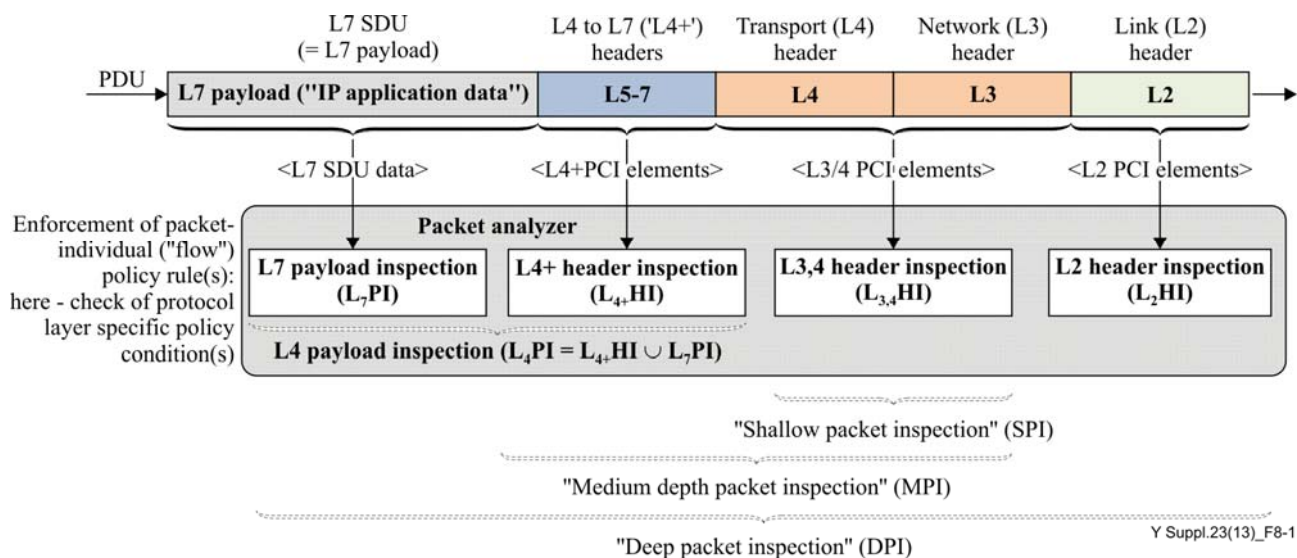 L7 SDU
(= L7 payload)
L4 to L7 ('L4+')
headers
Transport (L4)
header
Network (L3)
header
Link (L2)
header
PDU
L7 payload ("IP application data")
L5-7
L4
L3
L2
<L7 SDU data>
<L4+PCI elements>
<L3/4 PCI elements>
<L2 PCI elements>
Enforcement of packet-
individual ("flow")
policy rule(s):
here - check of protocol
layer specific policy
condition(s)
Packet analyzer
L7 payload inspection
(L₇PI)
L4+ header inspection
(L₄₊HI)
L3,4 header inspection
(L₃,₄HI)
L2 header inspection
(L₂HI)
L4 payload inspection (L₄PI = L₄₊HI ∪ L₇PI)
"Shallow packet inspection" (SPI)
"Medium depth packet inspection" (MPI)
"Deep packet inspection" (DPI)
Y Suppl.23(13)_F8-1